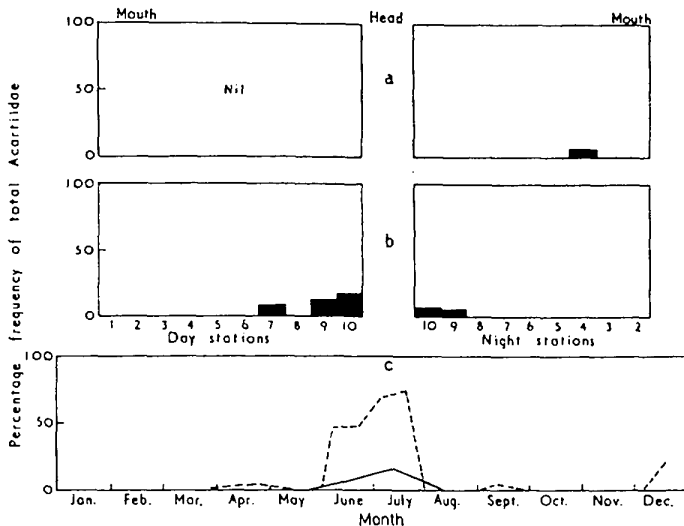 Mouth Head Mouth
Percentage frequency of total Acartiidae
100
50
0
Nil
a
100
50
0
b
1 2 3 4 5 6 7 8 9 10
10 9 8 7 6 5 4 3 2
Day stations
Night stations
100
50
0
c
Jan. Feb. Mar. Apr. May June July Aug. Sept. Oct. Nov. Dec.
Month